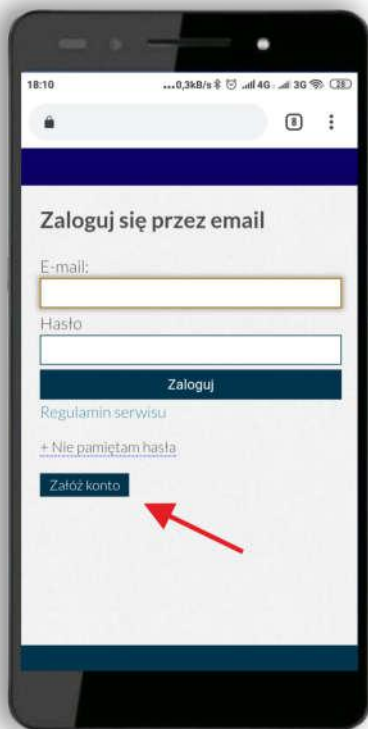 18:10 ...0,3kB/s 4G 3G 28
8
Zaloguj się przez email
E-mail:
Hasło
Zaloguj
Regulamin serwisu
+ Nie pamiętam hasła
Załóż konto